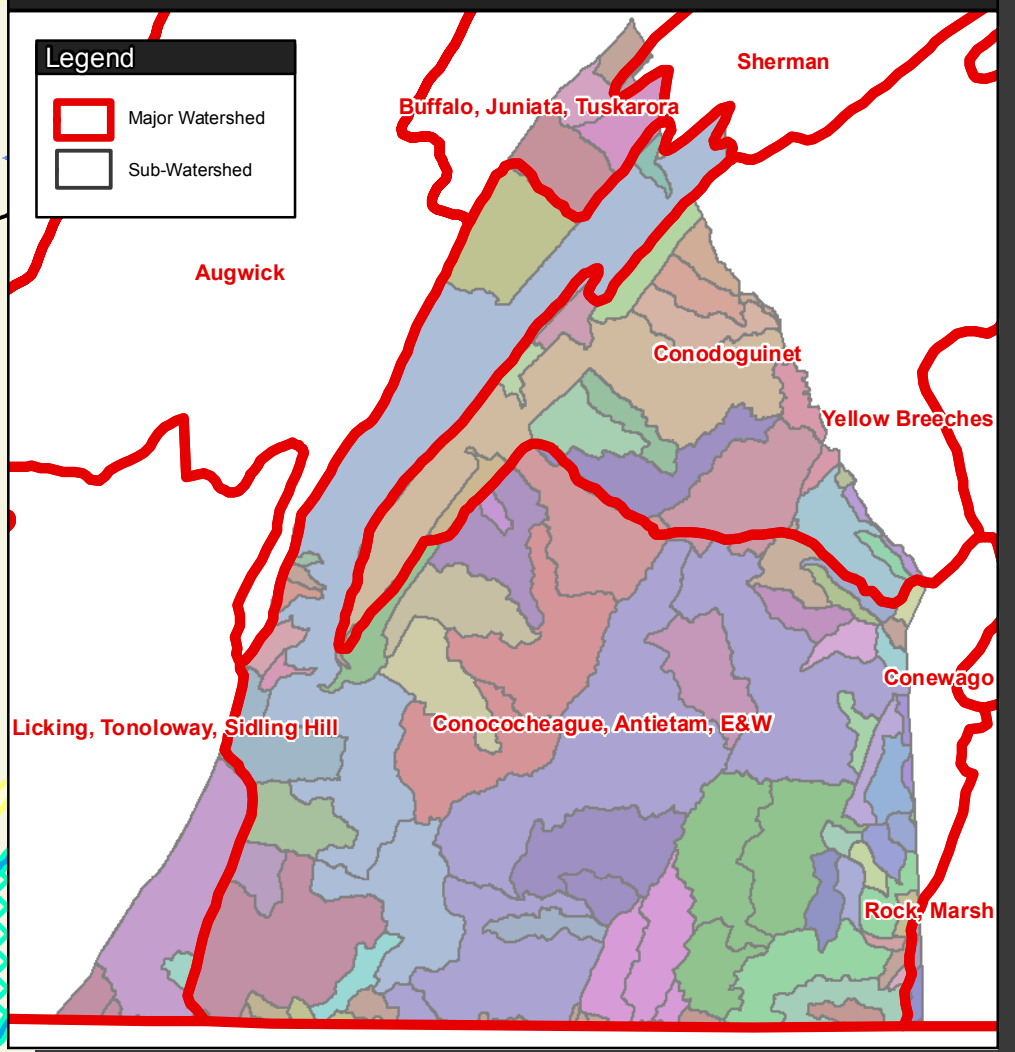 Legend
Major Watershed
Sub-Watershed
Sherman
Buffalo, Juniata, Tuskarora
Augwick
Conodoguinet
Yellow Breeches
Conewago
Licking, Tonoloway, Sidling Hill
Conococheague, Antietam, E&W
Rock, Marsh